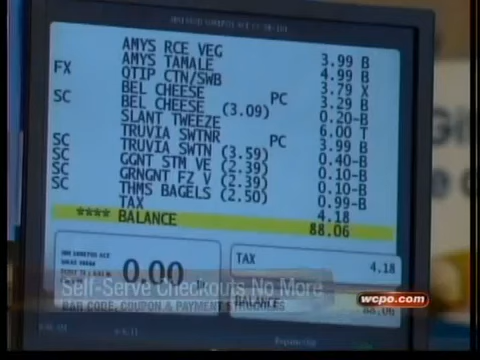 AMYS RCE VEG 3.99 B
AMYS TAMALE 4.99 B
FX QTIP CTN/SWB 3.79 X
BEL CHEESE PC 3.29 B
SC BEL CHEESE (3.09) 0.20-B
SLANT TWEEZE 6.00 T
TRUVIA SWTNR PC 3.99 B
SC TRUVIA SWTN (3.59) 0.40-B
SC GGNT STM VE (2.39) 0.10-B
SC GRNGNT FZ V (2.39) 0.10-B
SC THMS BAGELS (2.50) 0.99-B
TAX 4.18
**** BALANCE 88.06
0.00
TAX 4.18
BALANCE 88.06
Self-Serve Checkouts No More
BAR CODE, COUPON & PAYMENT STRUGGLES
wcpo.com